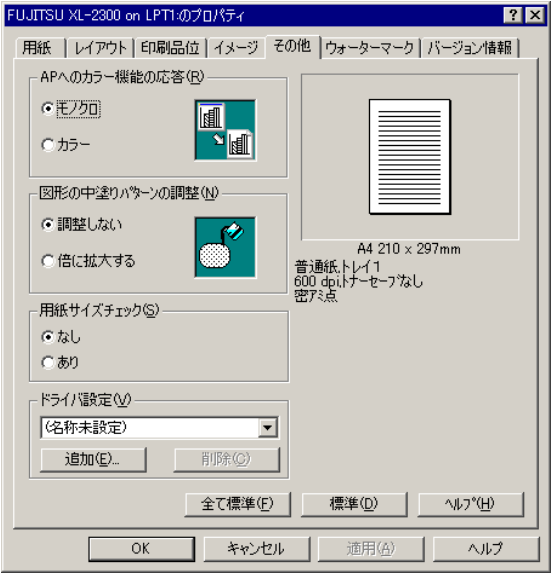 FUJITSU XL-2300 on LPT1:のプロパティ
用紙 レイアウト 印刷品位 イメージ その他 ウォーターマーク バージョン情報
APへのカラー機能の応答(R)
モノクロ
カラー
図形の中塗りパターンの調整(N)
調整しない
倍に拡大する
A4 210 x 297mm
普通紙,トレイ1
600 dpi,トナーセーブなし
密アミ点
用紙サイズチェック(S)
なし
あり
ドライバ設定(V)
(名称未設定)
追加(E)... 削除(C)
全て標準(F) 標準(D) ヘルプ(H)
OK キャンセル 適用(A) ヘルプ